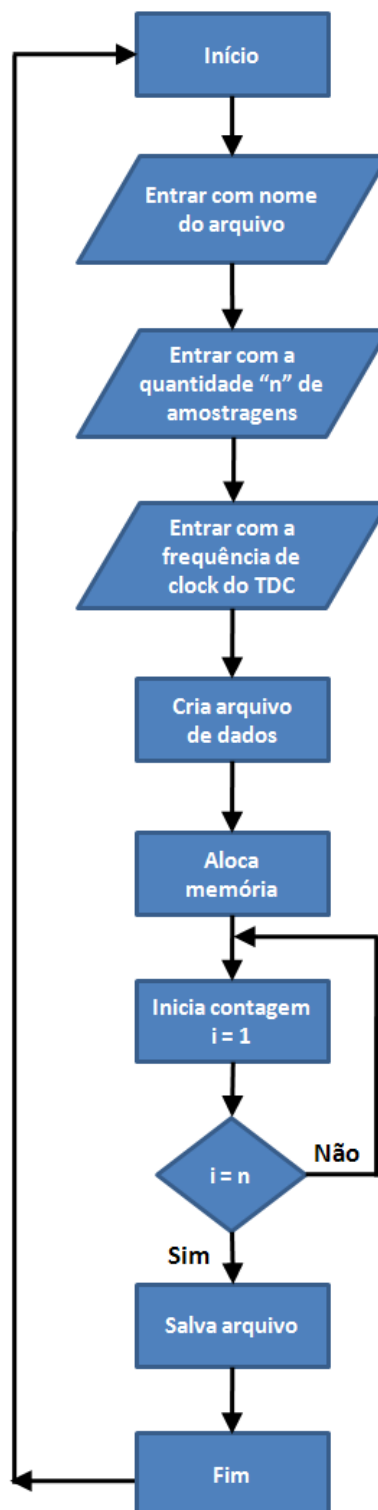 Início
Entrar com nome
do arquivo
Entrar com a
quantidade “n” de
amostragens
Entrar com a
frequência de
clock do TDC
Cria arquivo
de dados
Aloca
memória
Inicia contagem
i = 1
i = n
Não
Sim
Salva arquivo
Fim